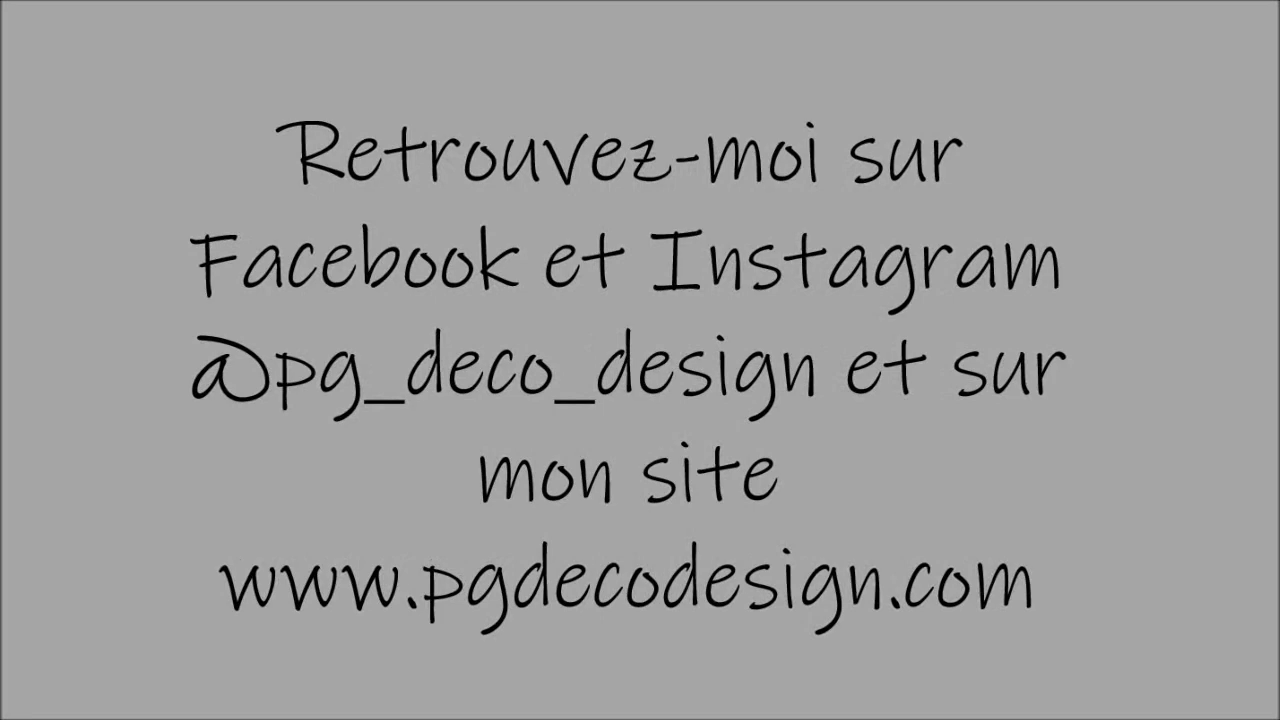 Retrouvez-moi sur
Facebook et Instagram
@pg_deco_design et sur
mon site
www.pgdecodesign.com